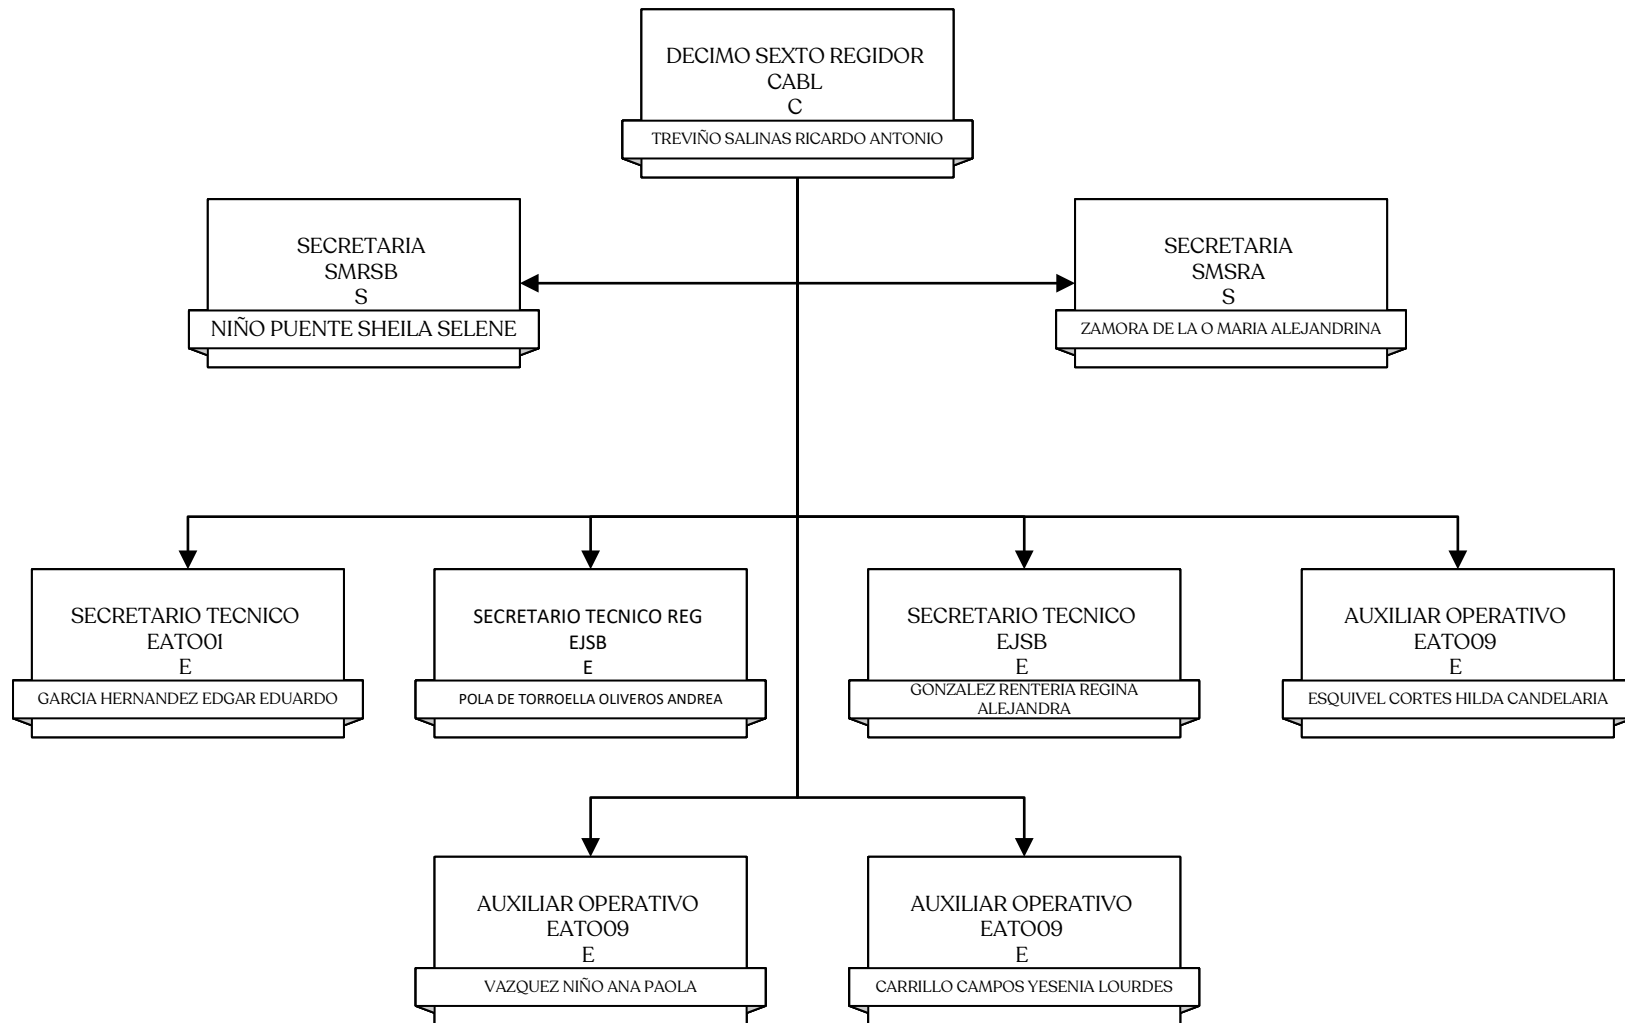 DECIMO SEXTO REGIDOR
CABL
C
TREVIÑO SALINAS RICARDO ANTONIO
SECRETARIA
SMRSB
S
NIÑO PUENTE SHEILA SELENE
SECRETARIA
SMSRA
S
ZAMORA DE LA O MARIA ALEJANDRINA
SECRETARIO TECNICO
EATO01
E
GARCIA HERNANDEZ EDGAR EDUARDO
SECRETARIO TECNICO REG
EJSB
E
POLA DE TORROELLA OLIVEROS ANDREA
SECRETARIO TECNICO
EJSB
E
GONZALEZ RENTERIA REGINA
ALEJANDRA
AUXILIAR OPERATIVO
EATO09
E
ESQUIVEL CORTES HILDA CANDELARIA
AUXILIAR OPERATIVO
EATO09
E
VAZQUEZ NIÑO ANA PAOLA
AUXILIAR OPERATIVO
EATO09
E
CARRILLO CAMPOS YESENIA LOURDES